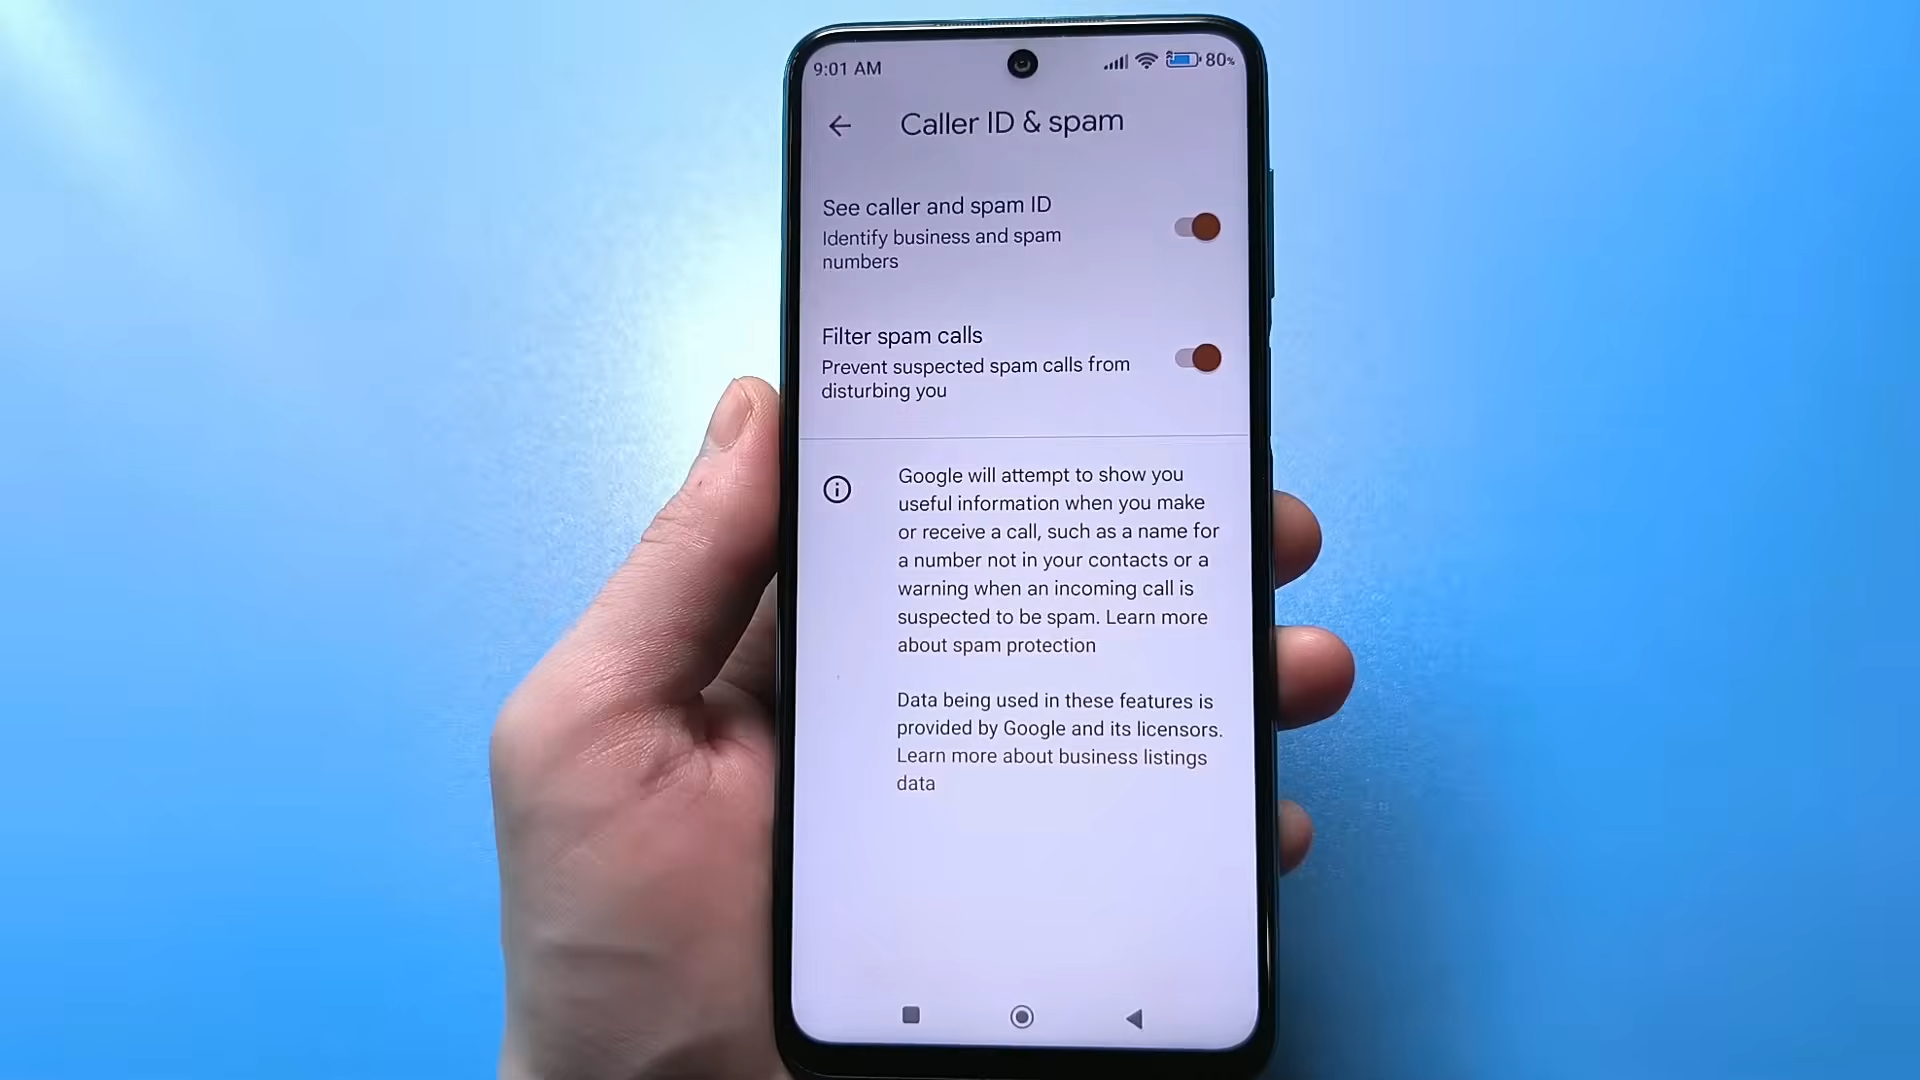 9:01 AM
80%
Caller ID & spam
See caller and spam ID
Identify business and spam
numbers
Filter spam calls
Prevent suspected spam calls from
disturbing you
Google will attempt to show you
useful information when you make
or receive a call, such as a name for
a number not in your contacts or a
warning when an incoming call is
suspected to be spam. Learn more
about spam protection
Data being used in these features is
provided by Google and its licensors.
Learn more about business listings
data